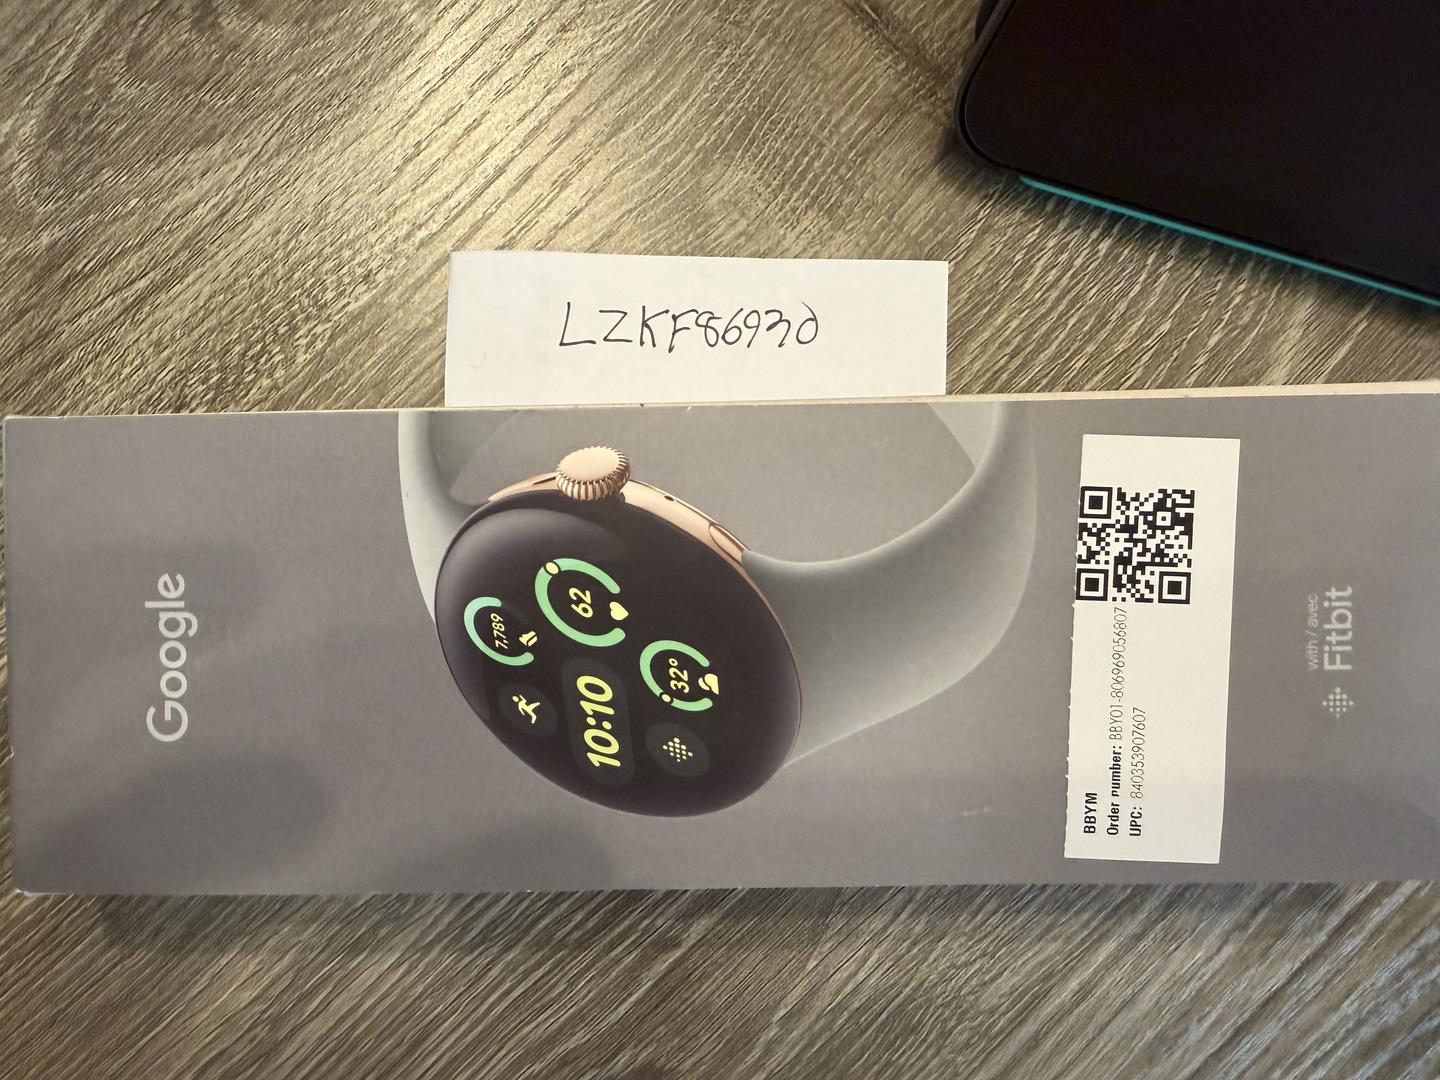 LZKF86930
Google
7,789
62
10:10
32°
BBYM
Order number: BBY01-806969056807
UPC: 840353907607
with / avec
Fitbit